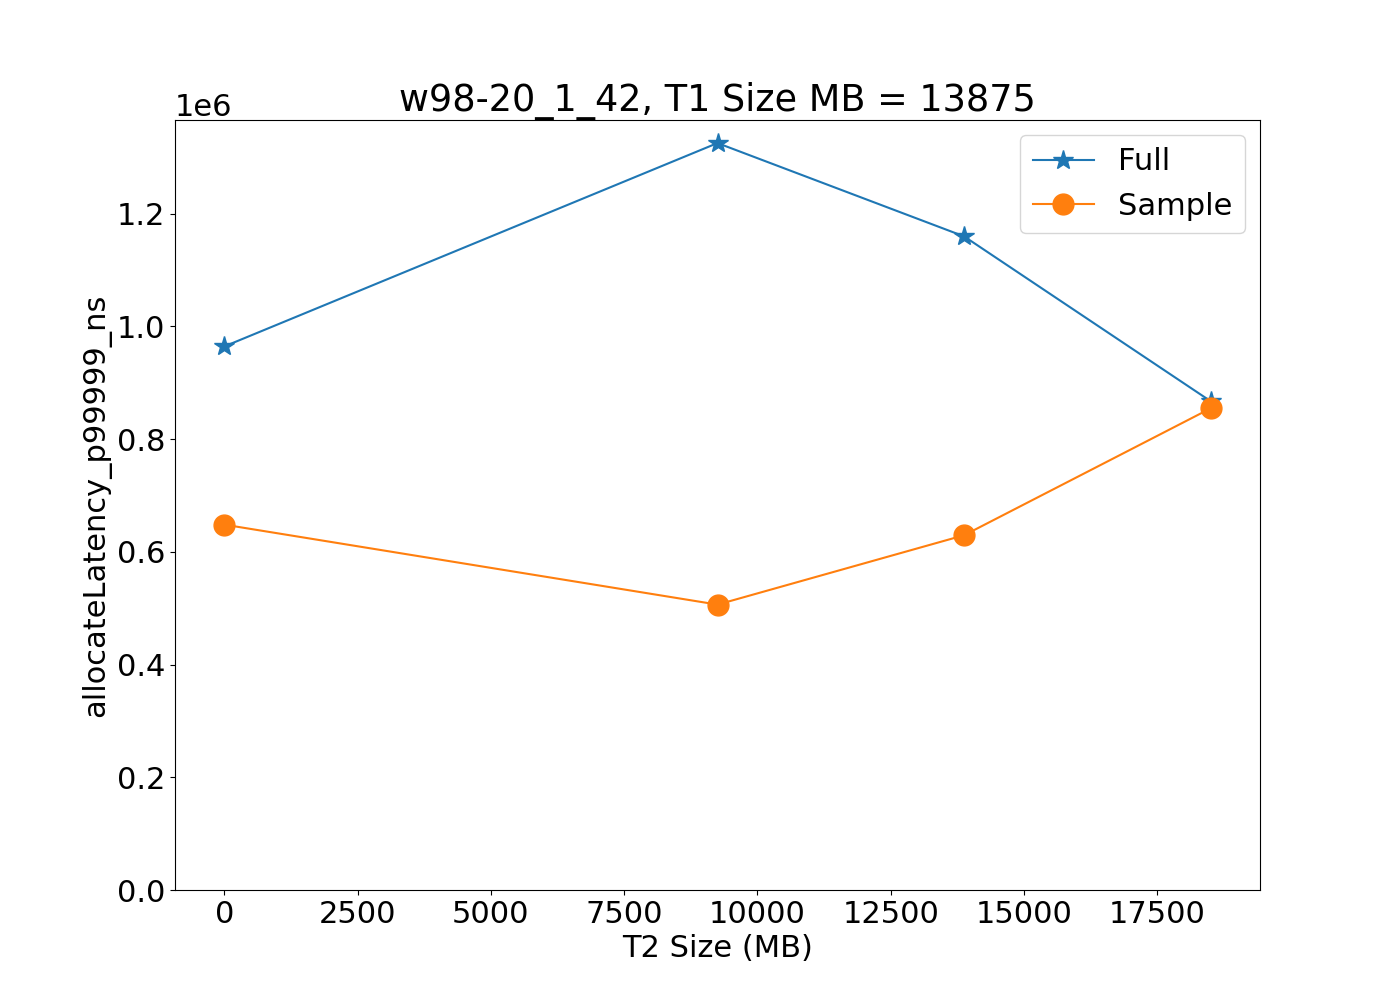 w98-20_1_42, T1 Size MB = 13875
1e6
Full
Sample
1.2
1.0
0.8
0.6
0.4
0.2
0.0
allocateLatency_p99999_ns
0 2500 5000 7500 10000 12500 15000 17500
T2 Size (MB)